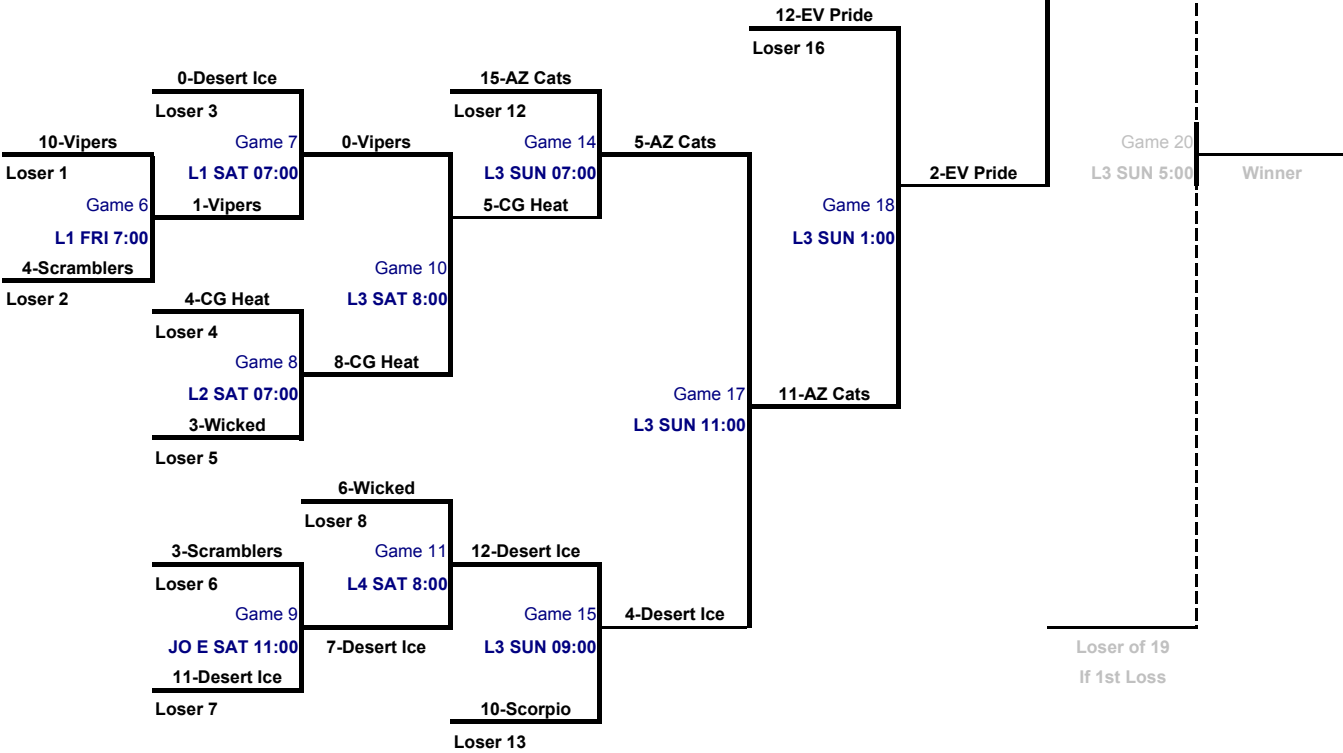 12-EV Pride
Loser 16
0-Desert Ice
15-AZ Cats
Loser 3
Loser 12
10-Vipers
Game 7
0-Vipers
Game 14
5-AZ Cats
Game 20
Loser 1
L1 SAT 07:00
L3 SUN 07:00
2-EV Pride
L3 SUN 5:00
Winner
Game 6
1-Vipers
5-CG Heat
Game 18
L1 FRI 7:00
L3 SUN 1:00
4-Scramblers
Game 10
Loser 2
4-CG Heat
L3 SAT 8:00
Loser 4
Game 8
8-CG Heat
L2 SAT 07:00
Game 17
11-AZ Cats
3-Wicked
L3 SUN 11:00
Loser 5
6-Wicked
Loser 8
3-Scramblers
Game 11
12-Desert Ice
Loser 6
L4 SAT 8:00
Game 9
Game 15
4-Desert Ice
JO E SAT 11:00
7-Desert Ice
L3 SUN 09:00
Loser of 19
11-Desert Ice
If 1st Loss
Loser 7
10-Scorpio
Loser 13